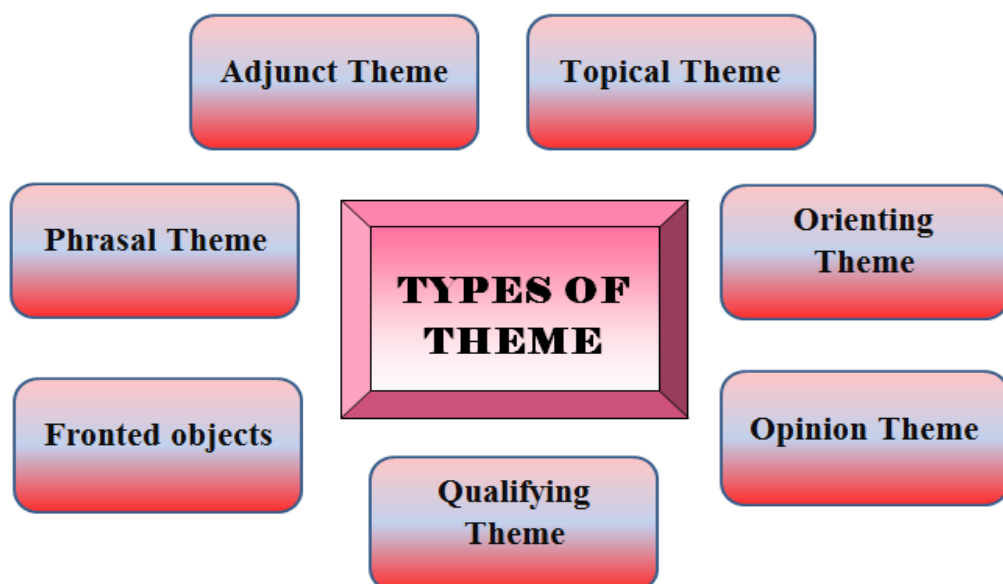 Adjunct Theme
Topical Theme
Phrasal Theme
Orienting
Theme
TYPES OF
THEME
Fronted objects
Opinion Theme
Qualifying
Theme